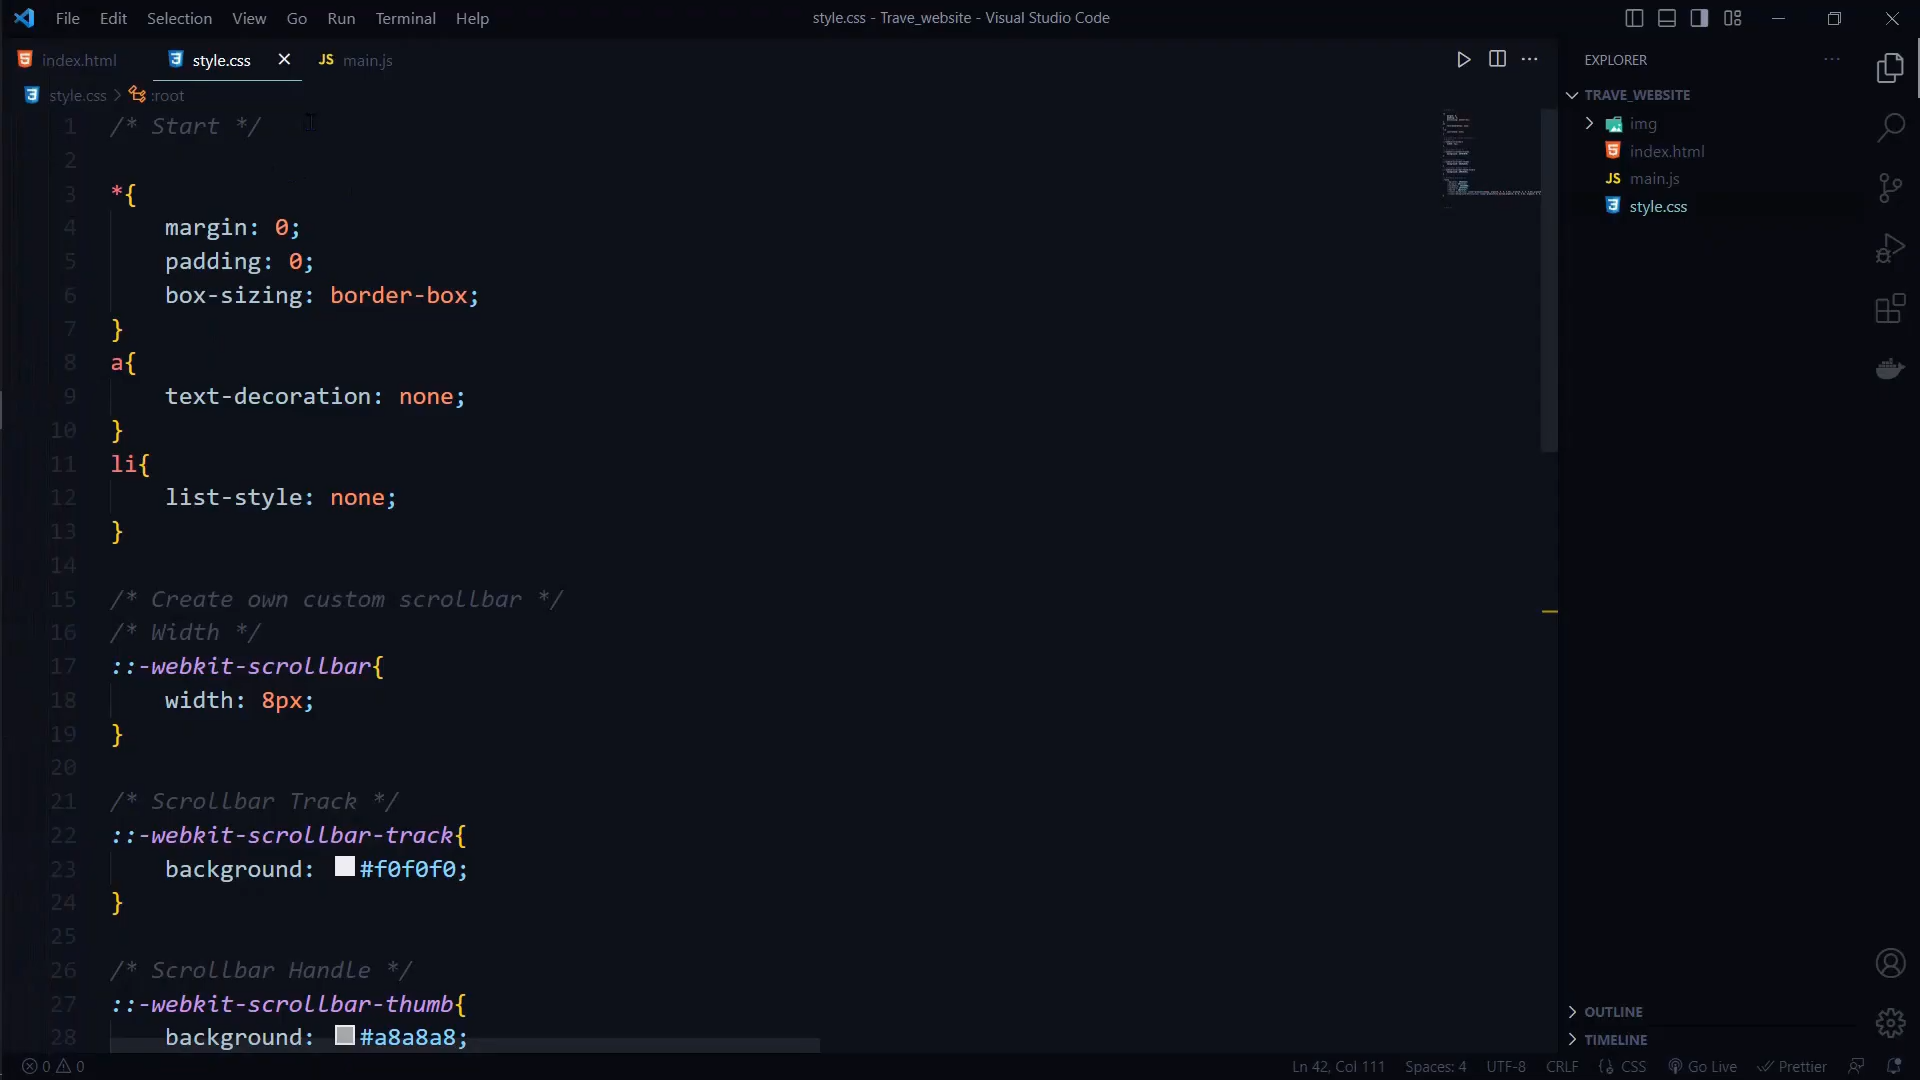 File Edit Selection View Go Run Terminal Help
style.css - Trave_website - Visual Studio Code
index.html
style.css
JS main.js
style.css > :root
1 /* Start */
2
3 *{
4 margin: 0;
5 padding: 0;
6 box-sizing: border-box;
7 }
8 a{
9 text-decoration: none;
10 }
11 li{
12 list-style: none;
13 }
14
15 /* Create own custom scrollbar */
16 /* Width */
17 ::-webkit-scrollbar{
18 width: 8px;
19 }
20
21 /* Scrollbar Track */
22 ::-webkit-scrollbar-track{
23 background: #f0f0f0;
24 }
25
26 /* Scrollbar Handle */
27 ::-webkit-scrollbar-thumb{
28 background: #a8a8a8;
EXPLORER
TRAVE_WEBSITE
img
index.html
JS main.js
style.css
OUTLINE
TIMELINE
0 0
Ln 42, Col 111 Spaces: 4 UTF-8 CRLF {} CSS Go Live Prettier